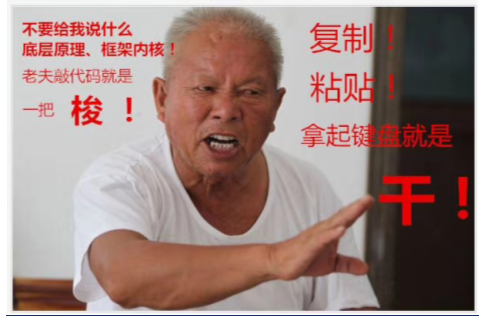 不要给我说什么
底层原理、框架内核！
老夫敲代码就是
一把 梭！
复制！
粘贴！
拿起键盘就是
干！